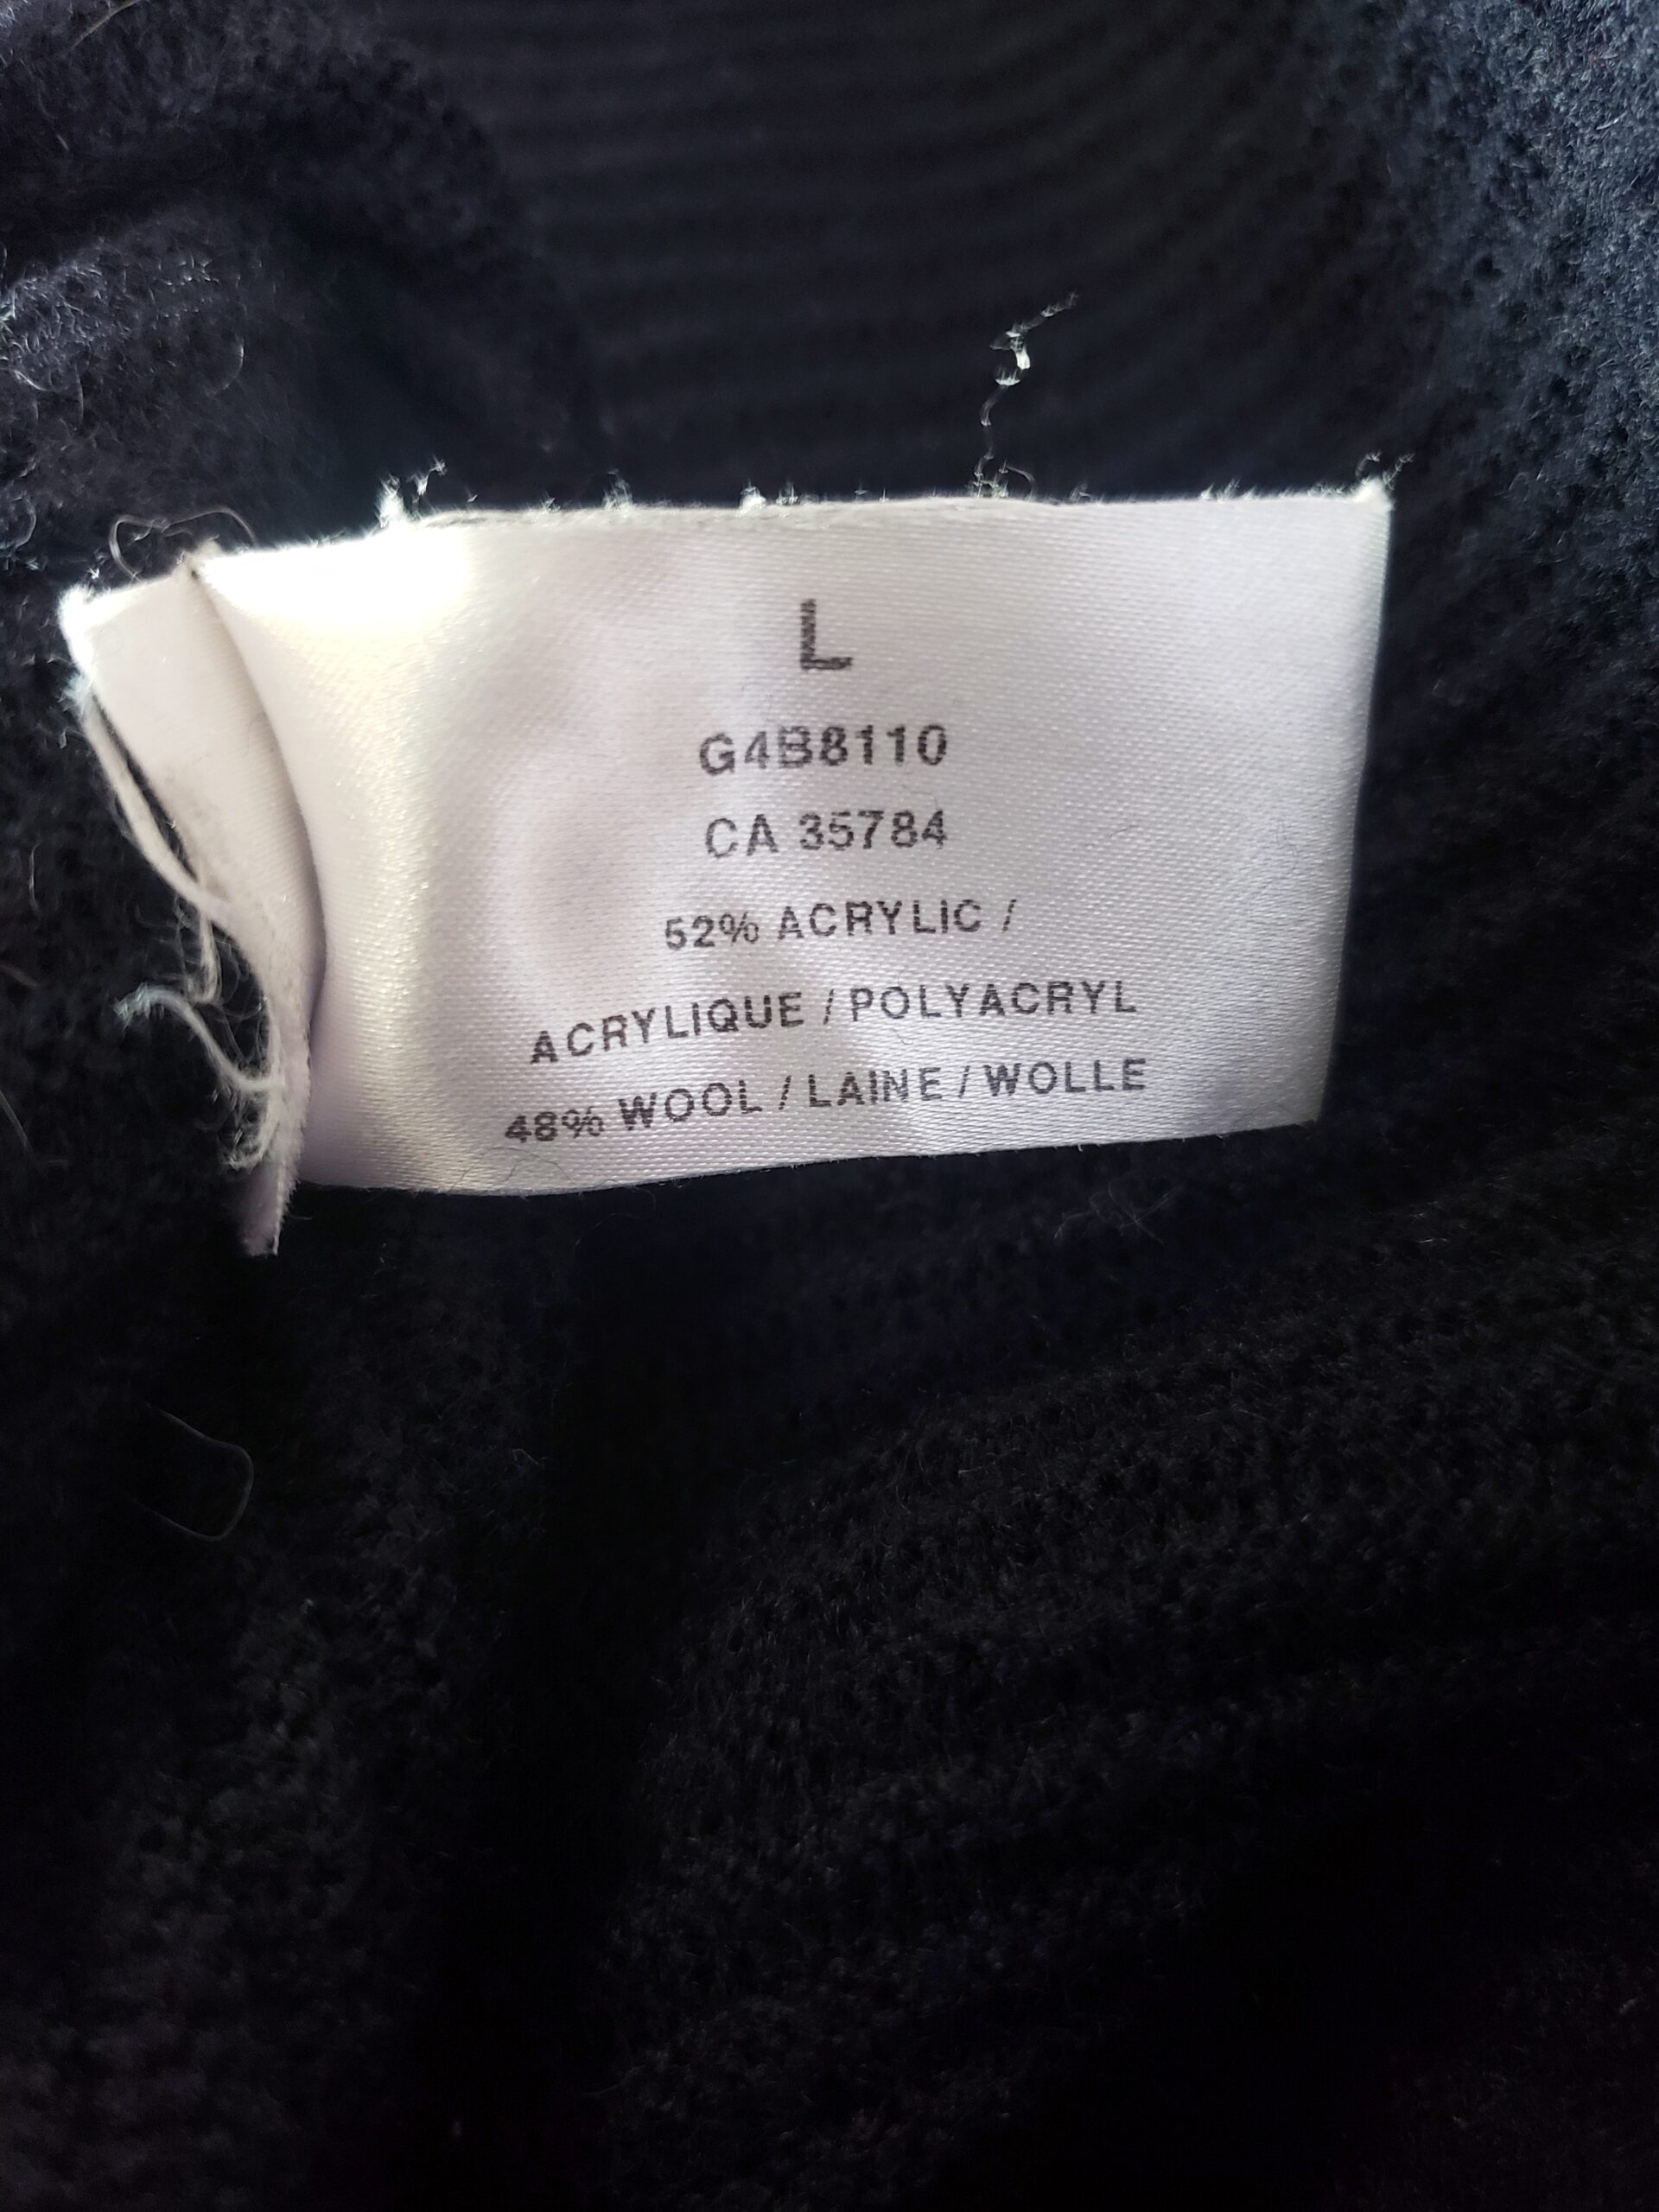 L
G4B8110
CA 35784
52% ACRYLIC /
ACRYLIQUE / POLYACRYL
48% WOOL / LAINE / WOLLE